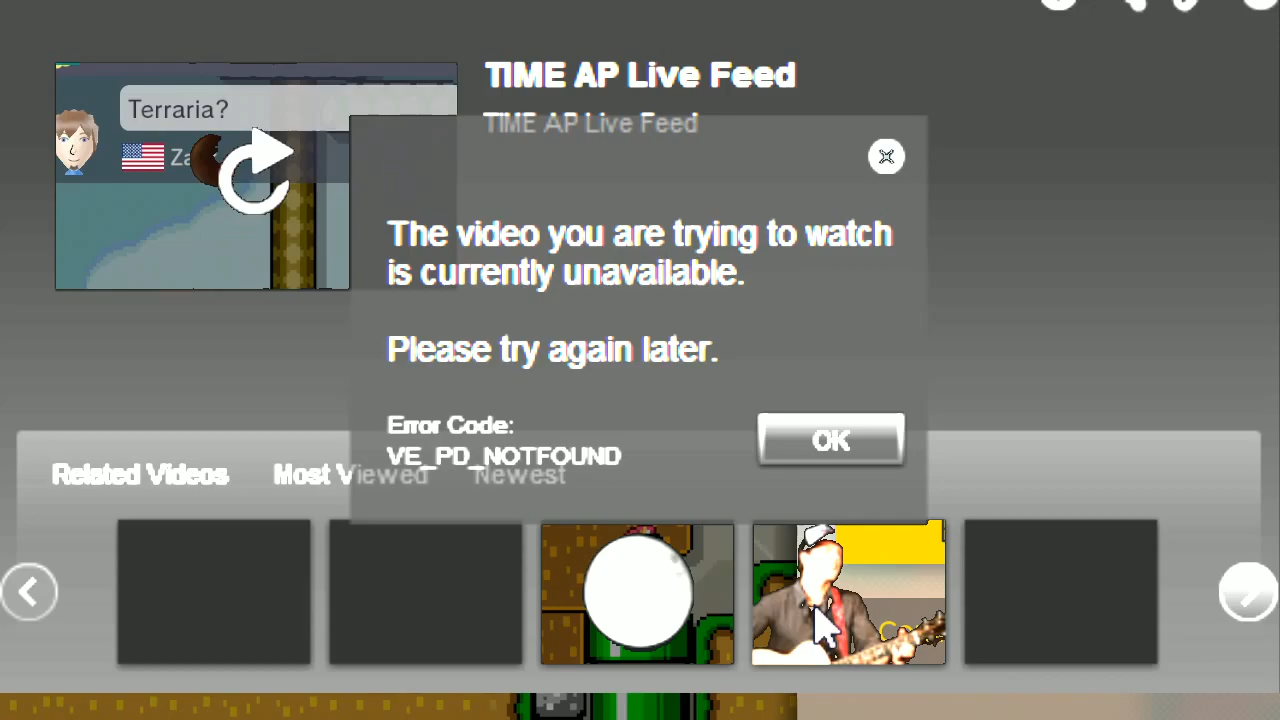 TIME AP Live Feed
TIME AP Live Feed
Terraria?
The video you are trying to watch
is currently unavailable.
Please try again later.
Error Code:
VE_PD_NOTFOUND
OK
Related Videos
Most Viewed
Newest